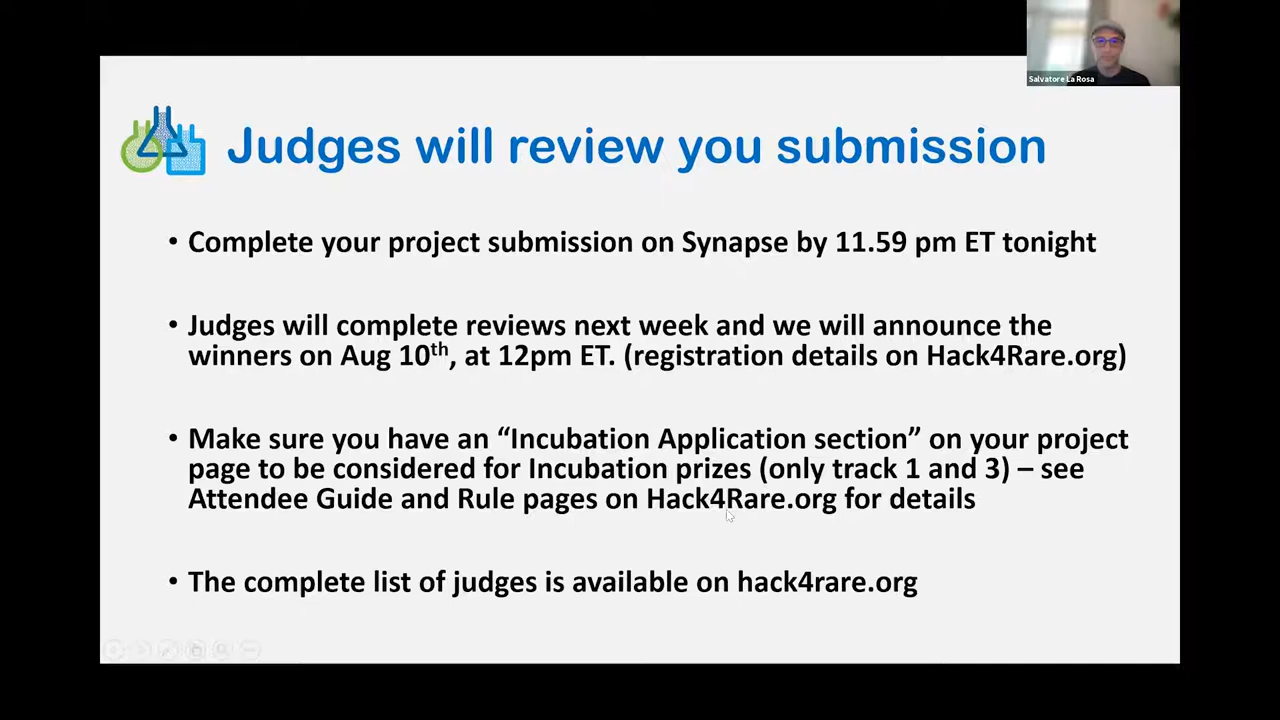 Salvatore La Rosa
Judges will review you submission
• Complete your project submission on Synapse by 11.59 pm ET tonight
• Judges will complete reviews next week and we will announce the
winners on Aug 10th, at 12pm ET. (registration details on Hack4Rare.org)
• Make sure you have an “Incubation Application section” on your project
page to be considered for Incubation prizes (only track 1 and 3) – see
Attendee Guide and Rule pages on Hack4Rare.org for details
• The complete list of judges is available on hack4rare.org